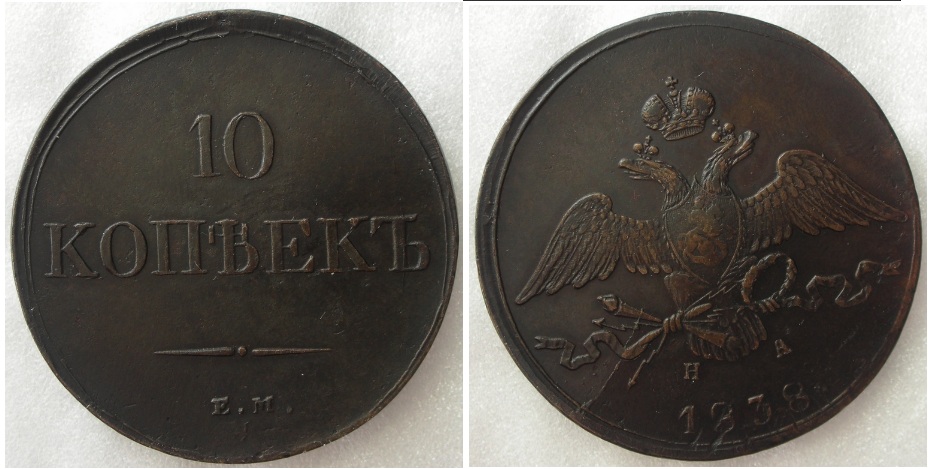 10
КОПѢЕКЪ
Е.М.
Н А
1838